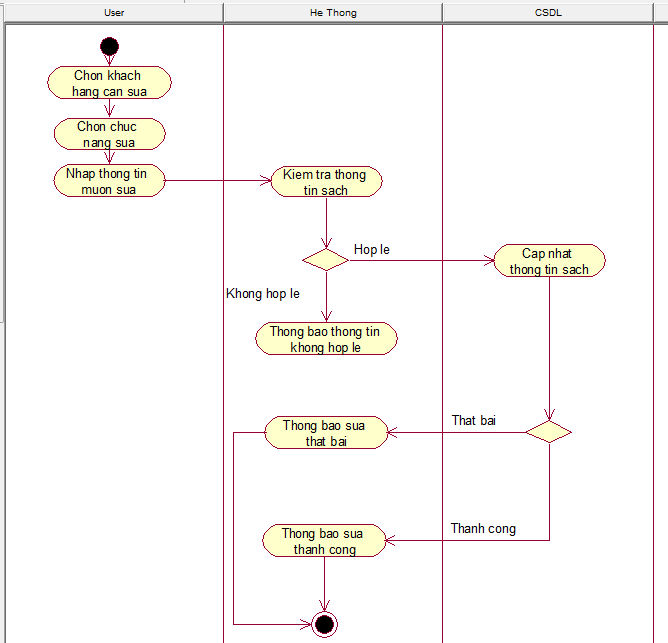 User
He Thong
CSDL
Chon khach
hang can sua
Chon chuc
nang sua
Nhap thong tin
muon sua
Kiem tra thong
tin sach
Hop le
Cap nhat
thong tin sach
Khong hop le
Thong bao thong tin
khong hop le
That bai
Thong bao sua
that bai
Thanh cong
Thong bao sua
thanh cong